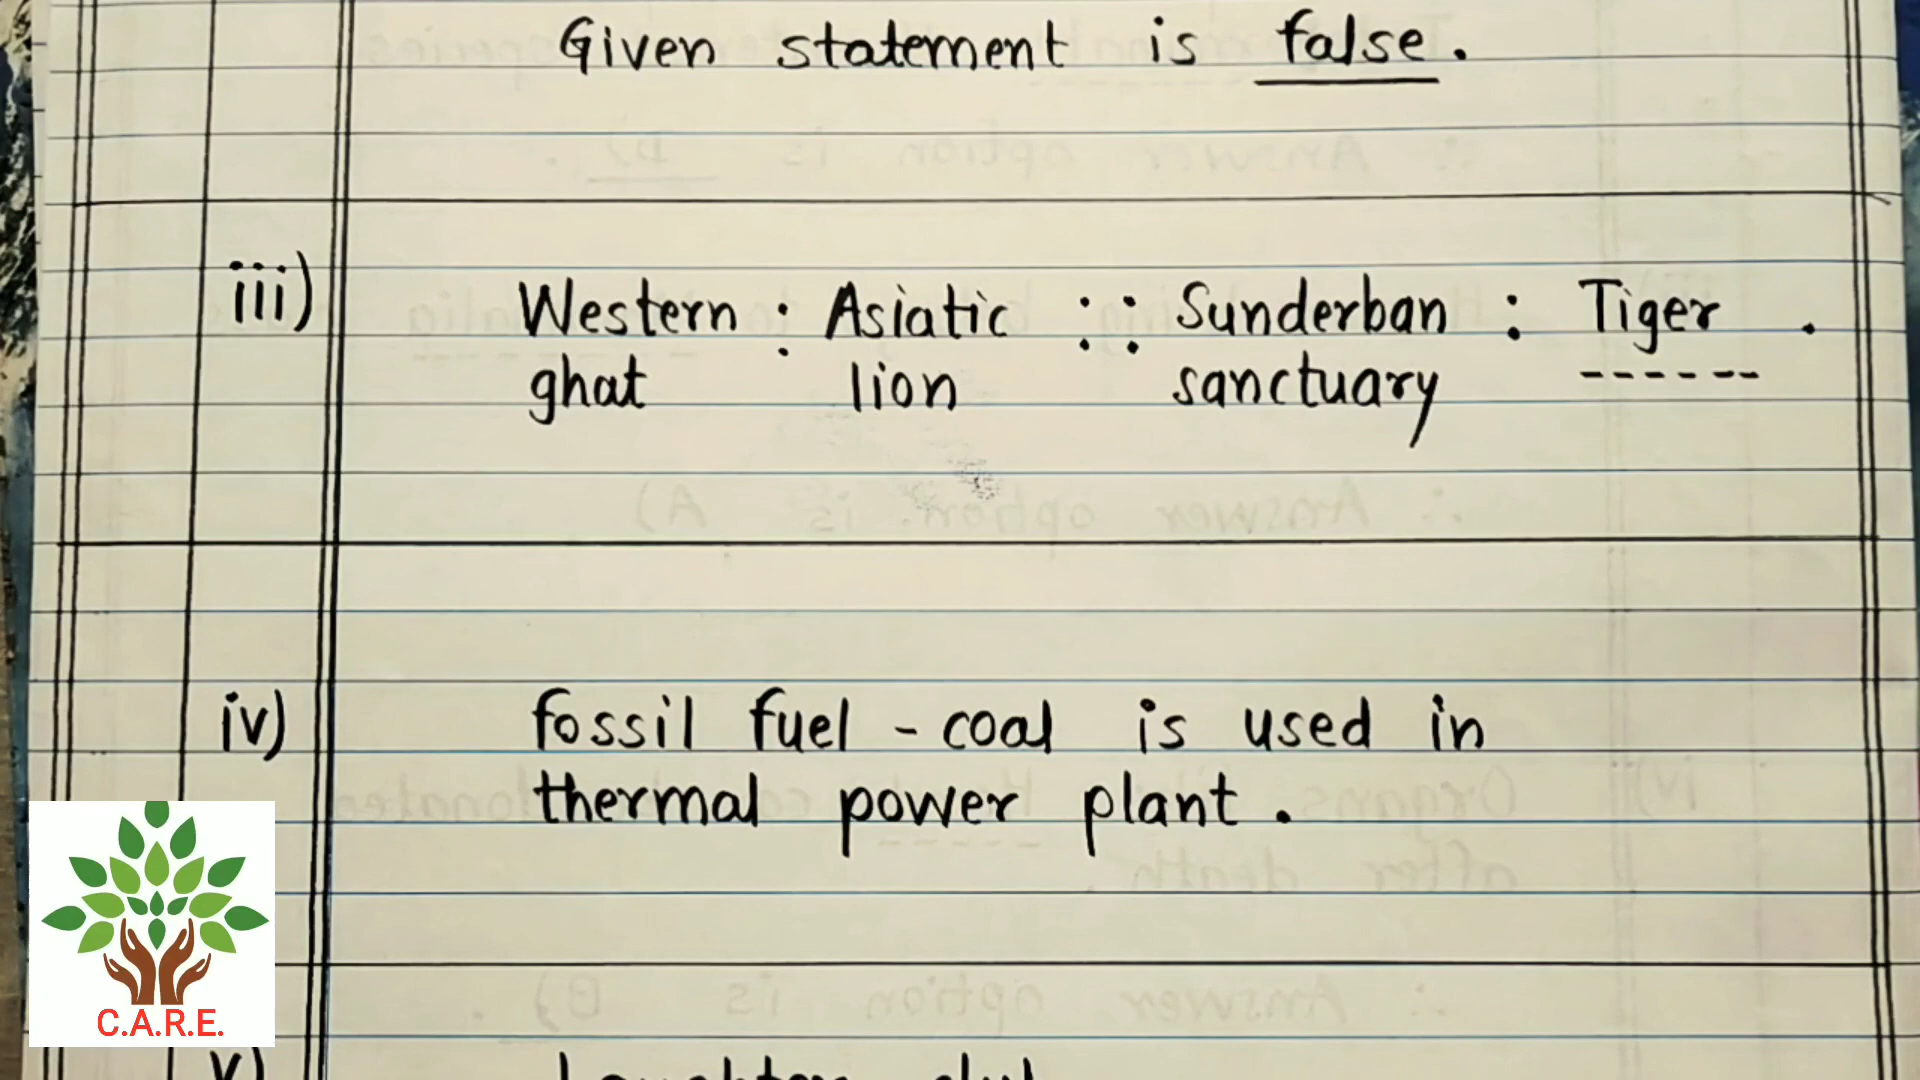 Given statement is false.
iii) Western : Asiatic :: Sunderban : Tiger .
ghat lion sanctuary
iv) fossil fuel - coal is used in
thermal power plant .
C.A.R.E.
v)